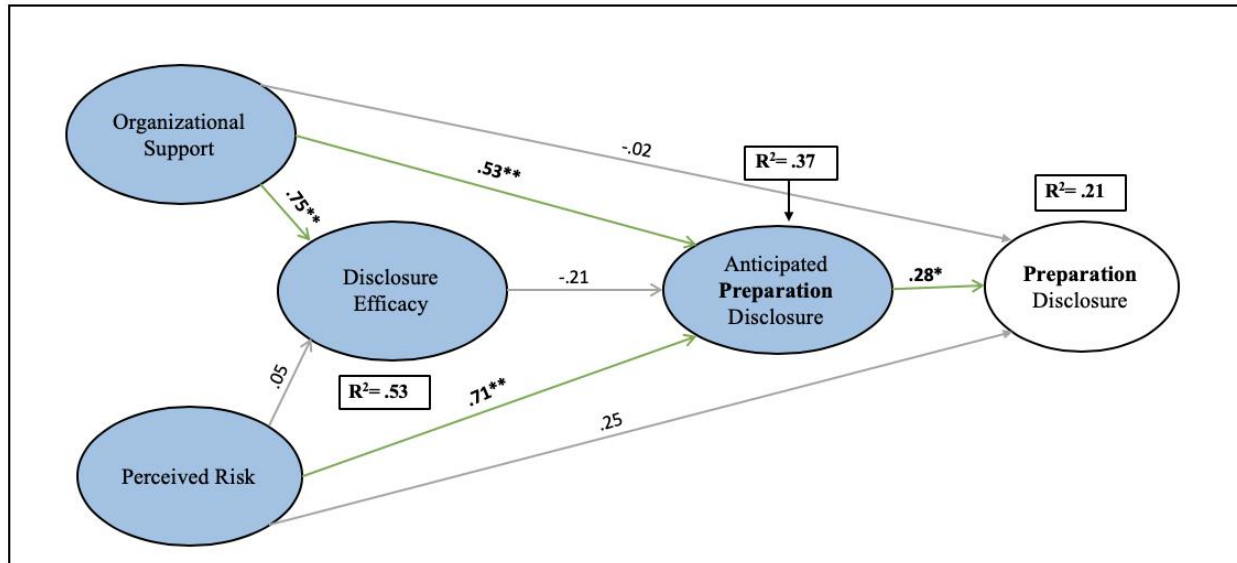 Organizational
Support
-.02
.53**
R²= .37
R²= .21
.75**
Disclosure
Efficacy
-.21
Anticipated
Preparation
Disclosure
.28*
Preparation
Disclosure
.05
R²= .53
.71**
.25
Perceived Risk